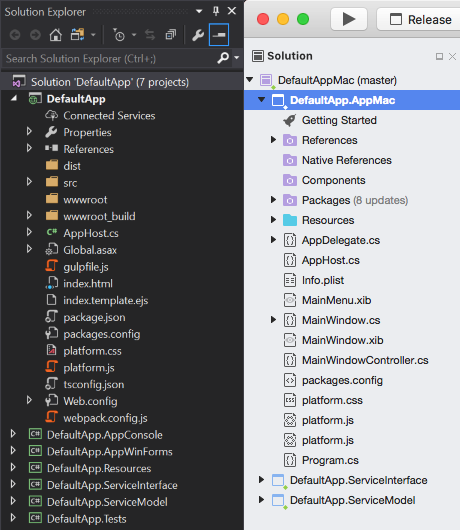 Solution Explorer
Search Solution Explorer (Ctrl+;)
Solution 'DefaultApp' (7 projects)
DefaultApp
Connected Services
Properties
References
dist
src
wwwroot
wwwroot_build
C# AppHost.cs
Global.asax
gulpfile.js
index.html
index.template.ejs
package.json
packages.config
platform.css
platform.js
tsconfig.json
Web.config
webpack.config.js
C# DefaultApp.AppConsole
C# DefaultApp.AppWinForms
C# DefaultApp.Resources
C# DefaultApp.ServiceInterface
C# DefaultApp.ServiceModel
C# DefaultApp.Tests
Release
Solution
DefaultAppMac (master)
DefaultApp.AppMac
Getting Started
References
Native References
Components
Packages (8 updates)
Resources
{} AppDelegate.cs
{} AppHost.cs
Info.plist
MainMenu.xib
{} MainWindow.cs
MainWindow.xib
{} MainWindowController.cs
<> packages.config
css platform.css
platform.js
platform.js
{} Program.cs
DefaultApp.ServiceInterface
DefaultApp.ServiceModel